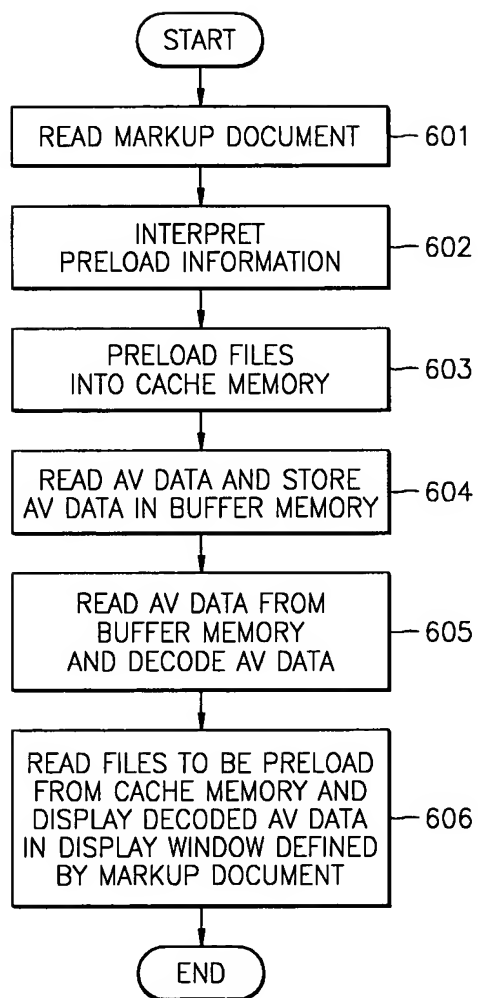 START
READ MARKUP DOCUMENT 601
INTERPRET
PRELOAD INFORMATION 602
PRELOAD FILES
INTO CACHE MEMORY 603
READ AV DATA AND STORE
AV DATA IN BUFFER MEMORY 604
READ AV DATA FROM
BUFFER MEMORY
AND DECODE AV DATA 605
READ FILES TO BE PRELOAD
FROM CACHE MEMORY AND
DISPLAY DECODED AV DATA
IN DISPLAY WINDOW DEFINED
BY MARKUP DOCUMENT 606
END